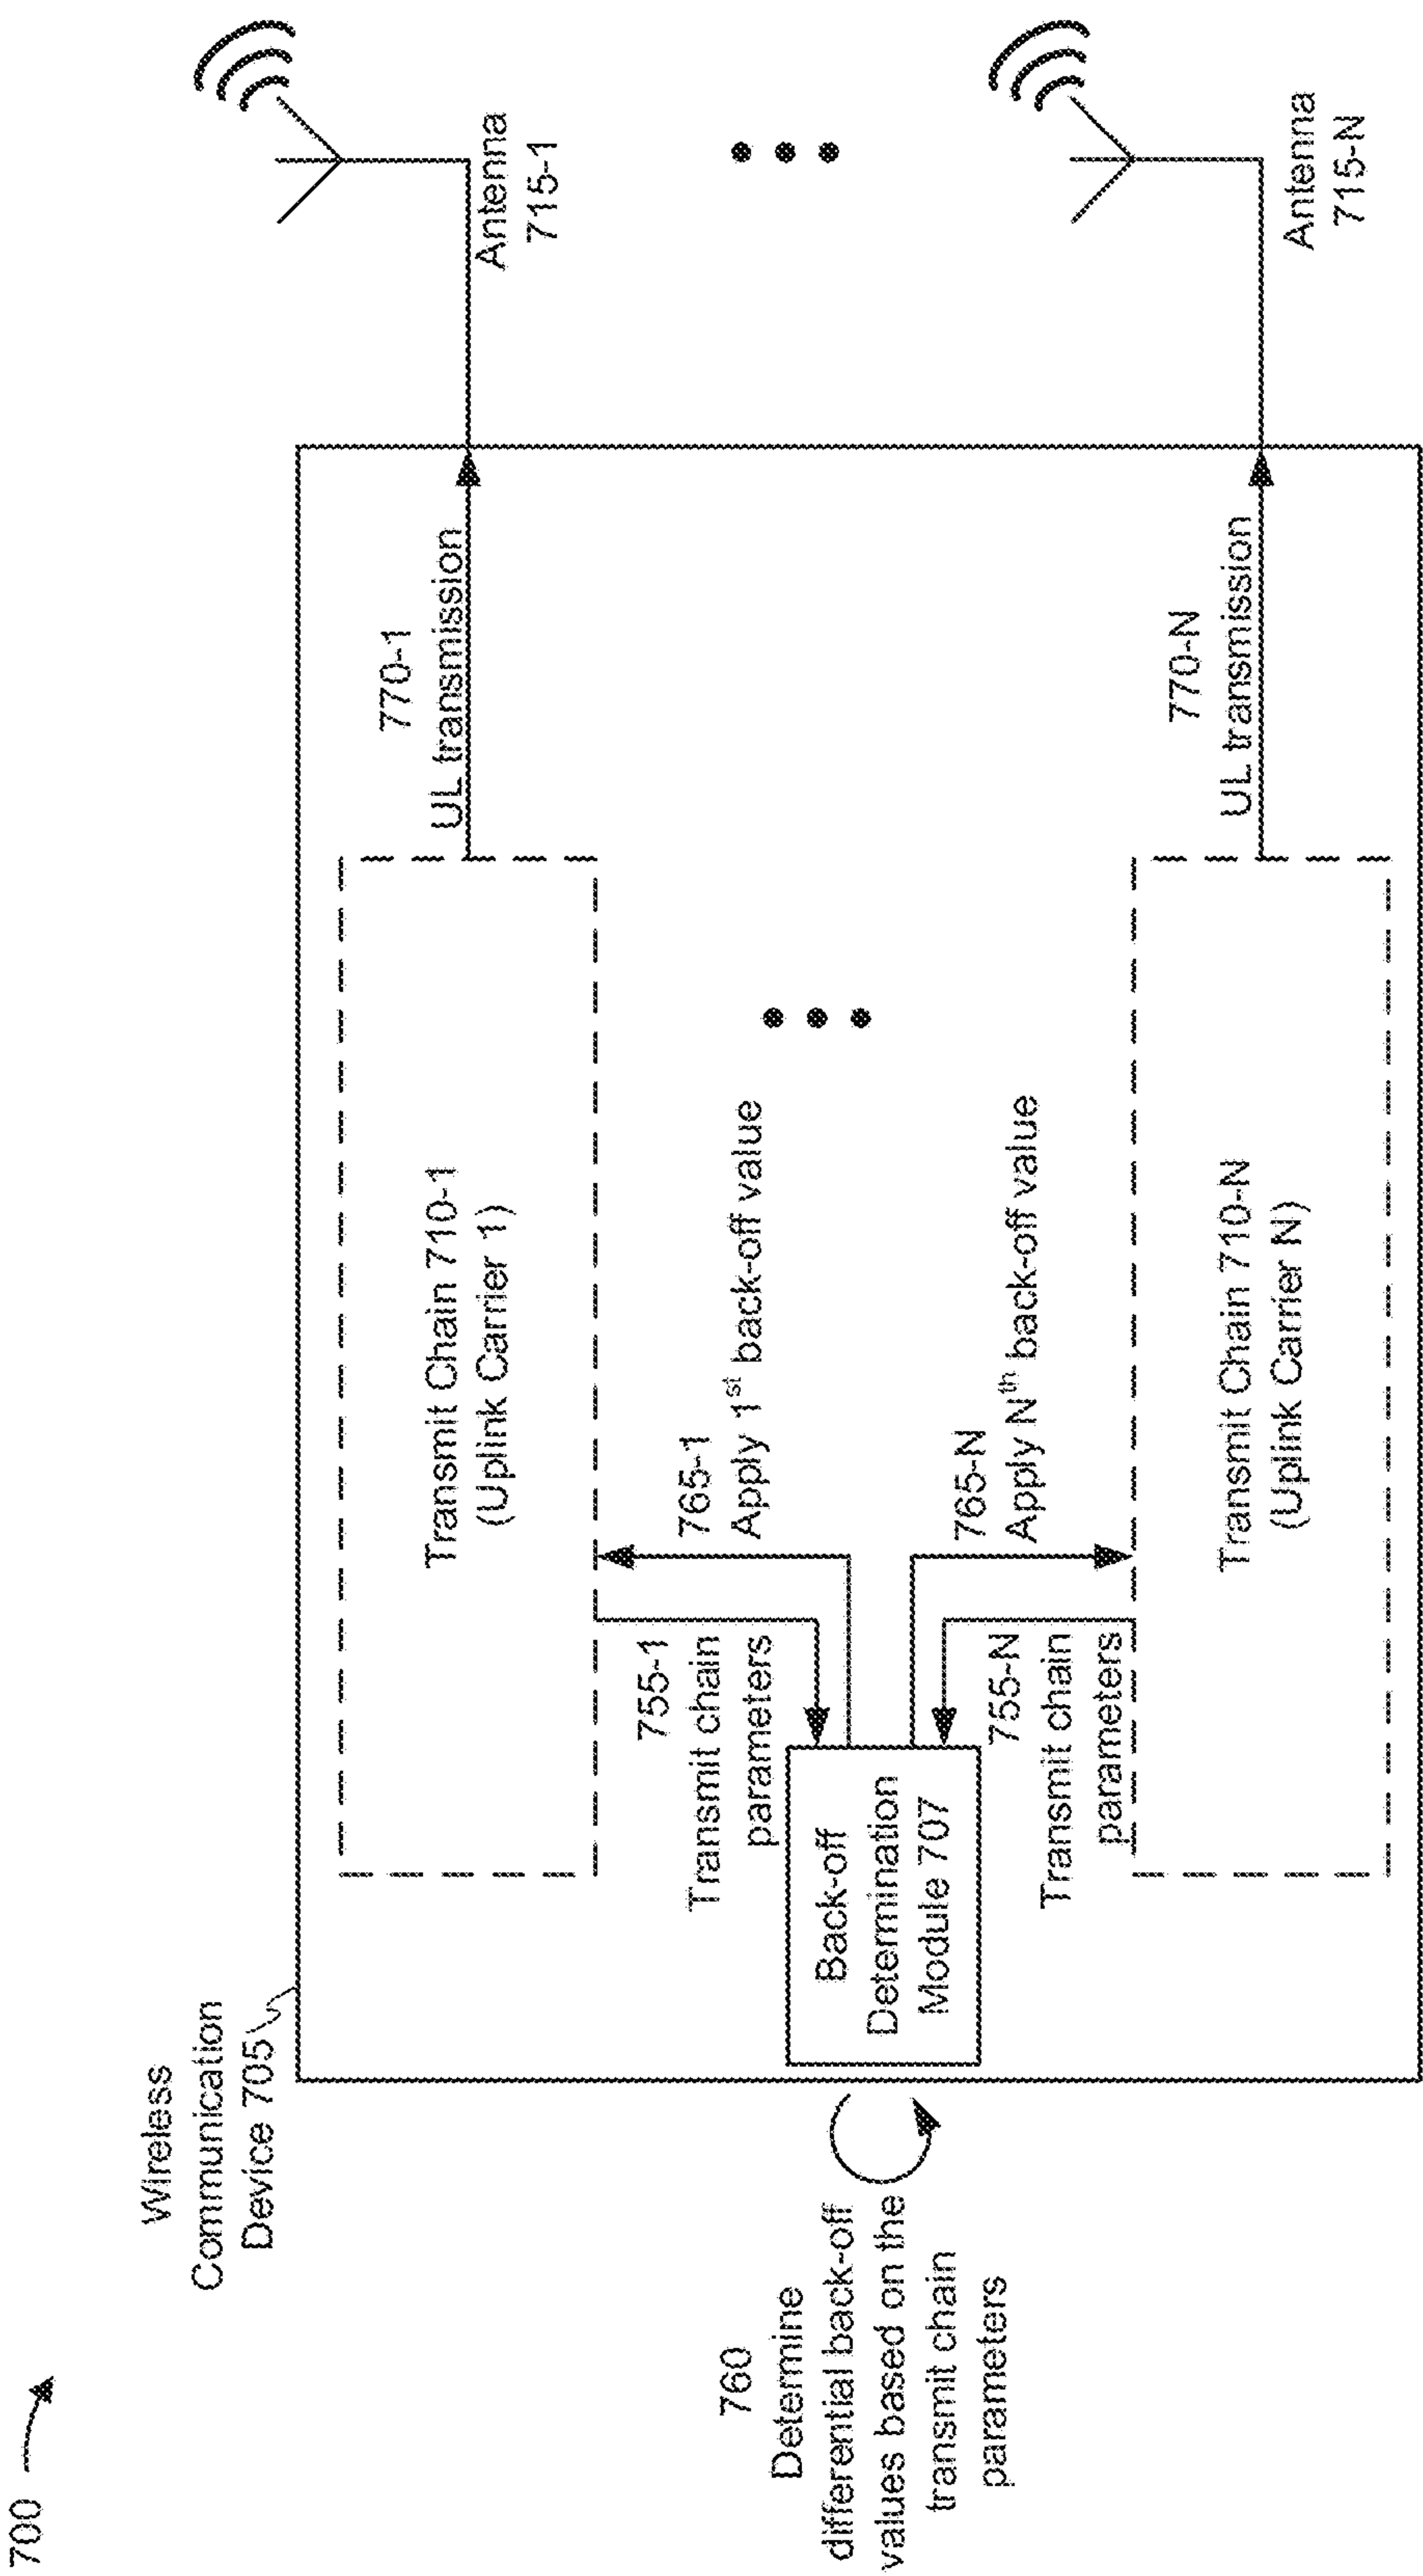 700
Wireless
Communication
Device 705
760
Determine
differential back-off
values based on the
transmit chain
parameters
Back-off
Determination
Module 707
755-1
Transmit chain
parameters
755-N
Transmit chain
parameters
765-1
Apply 1st back-off value
765-N
Apply Nth back-off value
Transmit Chain 710-1
(Uplink Carrier 1)
Transmit Chain 710-N
(Uplink Carrier N)
770-1
UL transmission
770-N
UL transmission
Antenna
715-1
Antenna
715-N